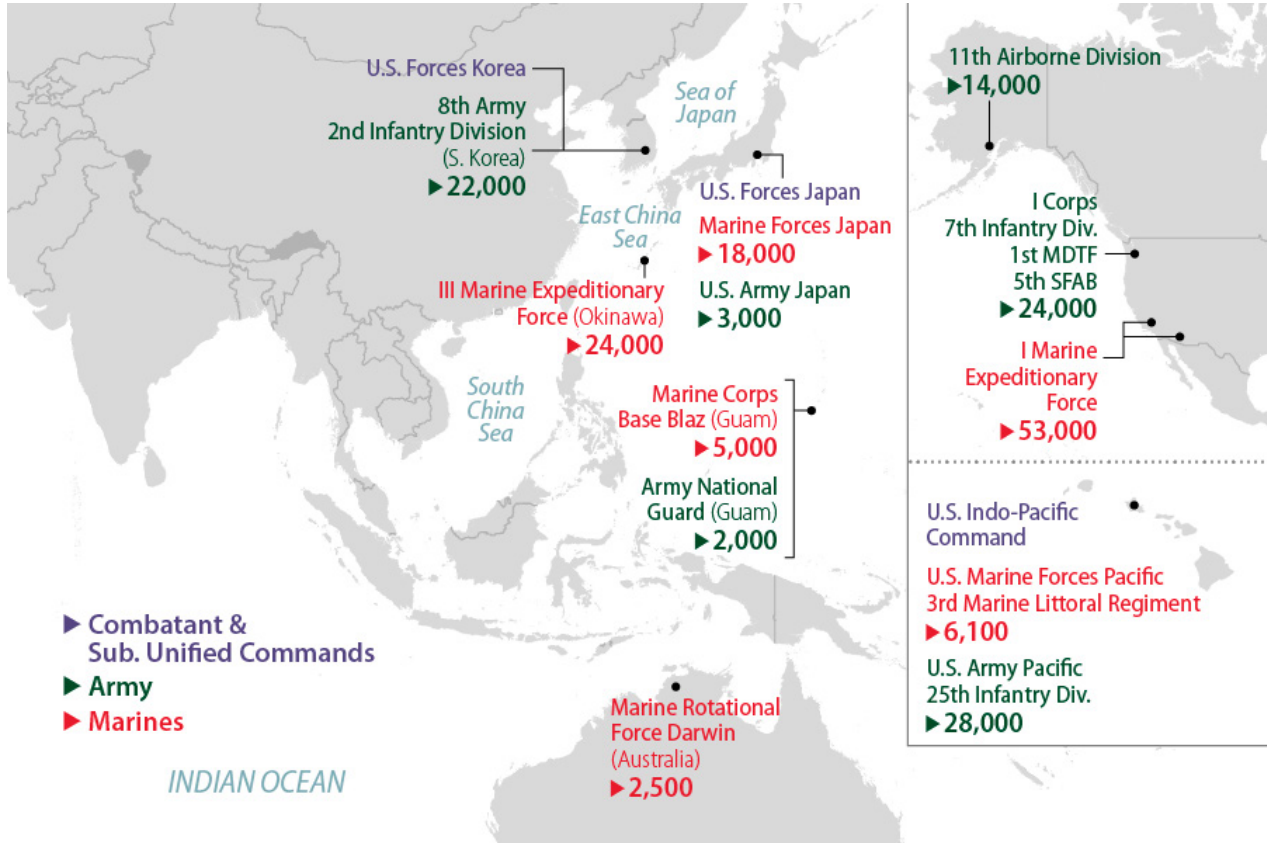 U.S. Forces Korea
8th Army
2nd Infantry Division
(S. Korea)
▶22,000
Sea of
Japan
U.S. Forces Japan
Marine Forces Japan
▶18,000
U.S. Army Japan
▶3,000
East China
Sea
III Marine Expeditionary
Force (Okinawa)
▶24,000
South
China
Sea
Marine Corps
Base Blaz (Guam)
▶5,000
Army National
Guard (Guam)
▶2,000
▶ Combatant &
Sub. Unified Commands
▶ Army
▶ Marines
INDIAN OCEAN
Marine Rotational
Force Darwin
(Australia)
▶2,500
11th Airborne Division
▶14,000
I Corps
7th Infantry Div.
1st MDTF
5th SFAB
▶24,000
I Marine
Expeditionary
Force
▶53,000
U.S. Indo-Pacific
Command
U.S. Marine Forces Pacific
3rd Marine Littoral Regiment
▶6,100
U.S. Army Pacific
25th Infantry Div.
▶28,000